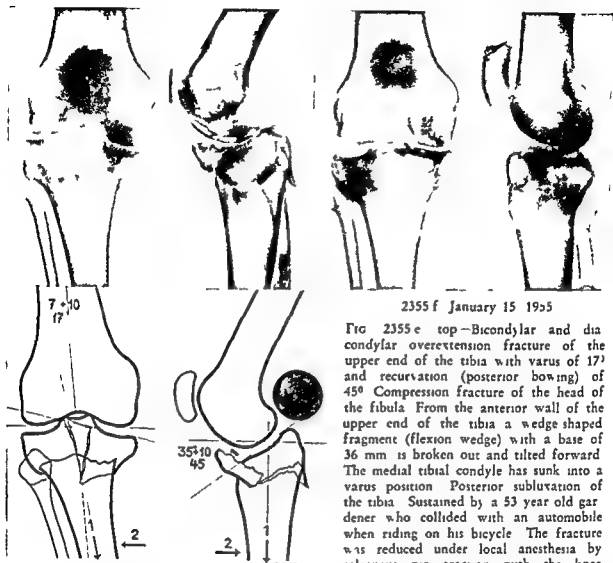 7+10
17
1
2
35+10
45
1
2
2355 f January 15 1955
FIG 2355 e top—Bicondylar and dia
condylar overextension fracture of the
upper end of the tibia with varus of 17°
and recurvation (posterior bowing) of
45° Compression fracture of the head of
the fibula From the anterior wall of the
upper end of the tibia a wedge shaped
fragment (flexion wedge) with a base of
36 mm is broken out and tilted forward
The medial tibial condyle has sunk into a
varus position Posterior subluxation of
the tibia Sustained by a 53 year old gar
dener who collided with an automobile
when riding on his bicycle The fracture
was reduced under local anesthesia by
with the knee